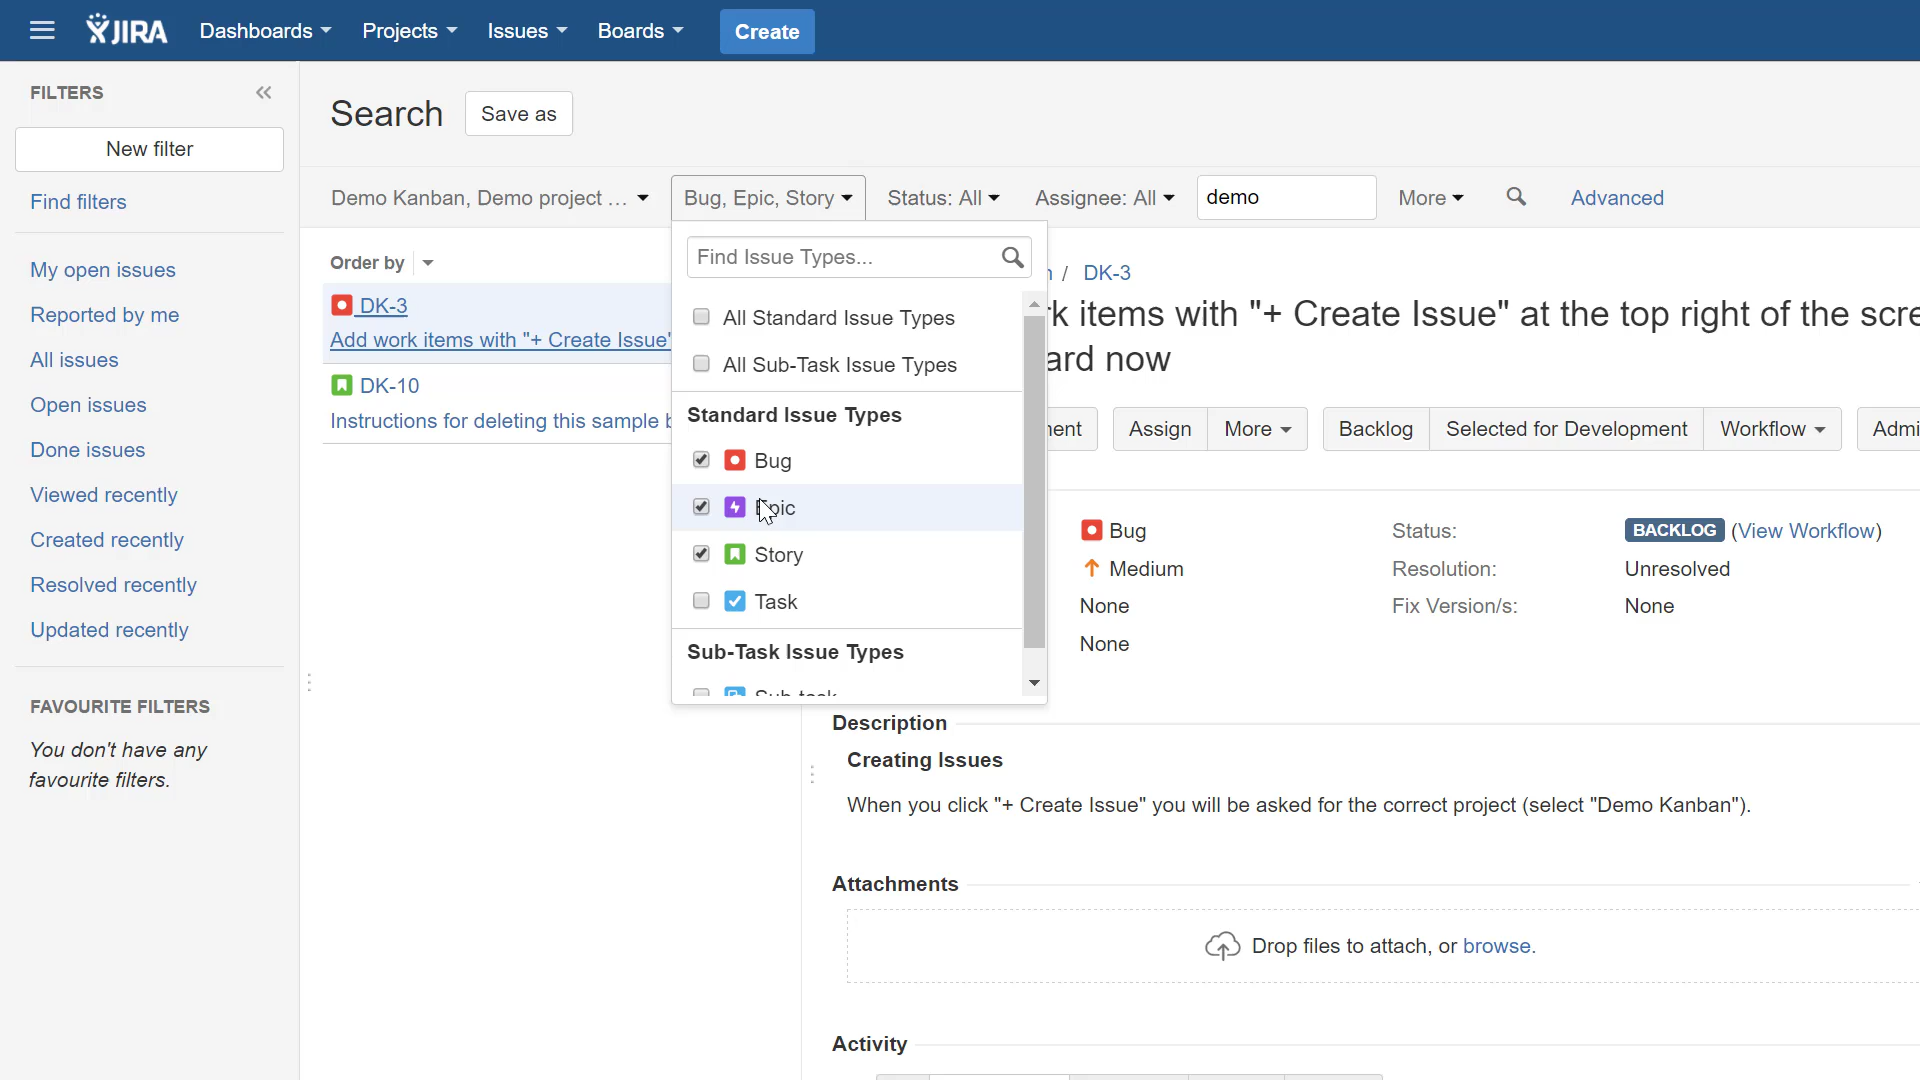 JIRA Dashboards Projects Issues Boards Create
FILTERS
New filter
Find filters
My open issues
Reported by me
All issues
Open issues
Done issues
Viewed recently
Created recently
Resolved recently
Updated recently
FAVOURITE FILTERS
You don't have any
favourite filters.
Search Save as
Demo Kanban, Demo project ... Bug, Epic, Story Status: All Assignee: All demo More Advanced
Order by
DK-3
Add work items with "+ Create Issue"
DK-10
Instructions for deleting this sample
Find Issue Types...
All Standard Issue Types
All Sub-Task Issue Types
Standard Issue Types
Bug
Epic
Story
Task
Sub-Task Issue Types
Sub-task
/ DK-3
items with "+ Create Issue" at the top right of the
now
Assign More Backlog Selected for Development Workflow
Bug Status: BACKLOG (View Workflow)
Medium Resolution: Unresolved
None Fix Version/s: None
None
Description
Creating Issues
When you click "+ Create Issue" you will be asked for the correct project (select "Demo Kanban").
Attachments
Drop files to attach, or browse.
Activity